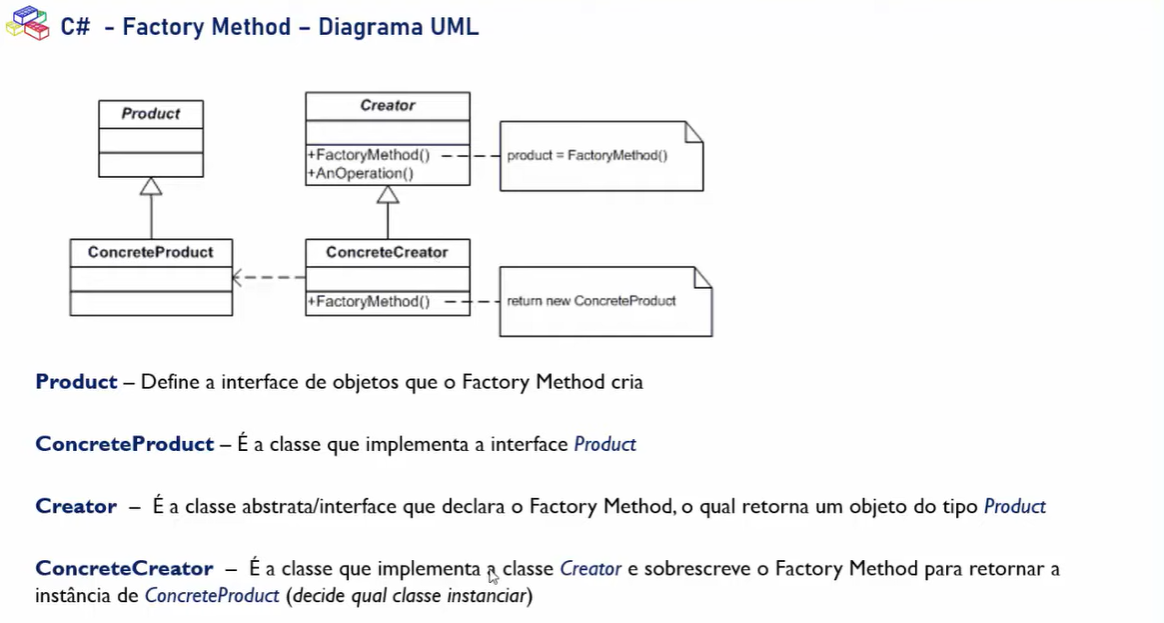 C#  - Factory Method – Diagrama UML
Product
Creator
+FactoryMethod()
+AnOperation()
product = FactoryMethod()
ConcreteProduct
ConcreteCreator
+FactoryMethod()
return new ConcreteProduct
Product – Define a interface de objetos que o Factory Method cria
ConcreteProduct – É a classe que implementa a interface Product
Creator – É a classe abstrata/interface que declara o Factory Method, o qual retorna um objeto do tipo Product
ConcreteCreator – É a classe que implementa a classe Creator e sobrescreve o Factory Method para retornar a
instância de ConcreteProduct (decide qual classe instanciar)